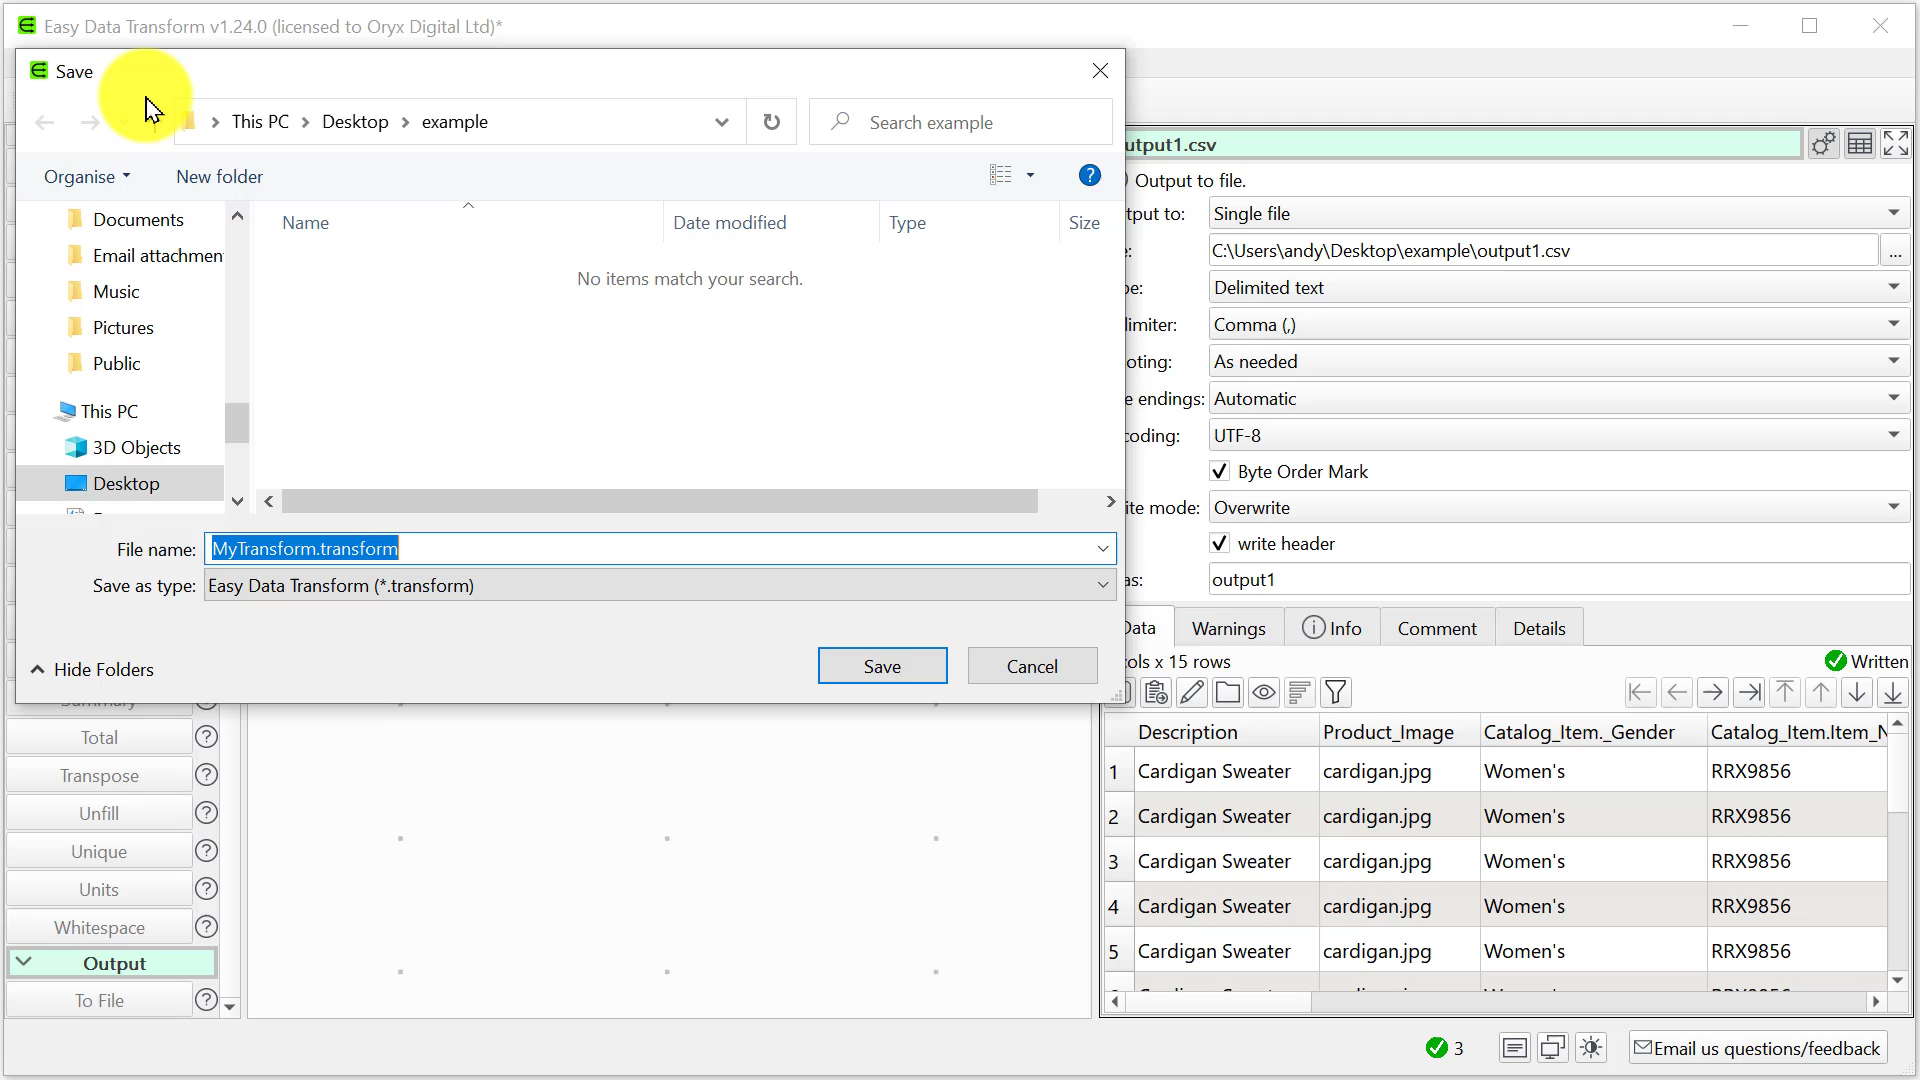 Easy Data Transform v1.24.0 (licensed to Oryx Digital Ltd)*
Save
This PC > Desktop > example
Search example
Organise
New folder
?
Documents
Email attachmen
Music
Pictures
Public
This PC
3D Objects
Desktop
Name
Date modified
Type
Size
No items match your search.
File name:
MyTransform.transform
Save as type:
Easy Data Transform (*.transform)
Hide Folders
Save
Cancel
Summary
Total ?
Transpose ?
Unfill ?
Unique ?
Units ?
Whitespace ?
Output
To File ?
utput1.csv
Output to file.
tput to: Single file
e: C:\Users\andy\Desktop\example\output1.csv ...
pe: Delimited text
limiter: Comma (,)
oting: As needed
e endings: Automatic
coding: UTF-8
Byte Order Mark
ite mode: Overwrite
write header
as: output1
Data Warnings Info Comment Details
cols x 15 rows
Written
Description Product_Image Catalog_Item._Gender Catalog_Item.Item_N
1 Cardigan Sweater cardigan.jpg Women's RRX9856
2 Cardigan Sweater cardigan.jpg Women's RRX9856
3 Cardigan Sweater cardigan.jpg Women's RRX9856
4 Cardigan Sweater cardigan.jpg Women's RRX9856
5 Cardigan Sweater cardigan.jpg Women's RRX9856
3
Email us questions/feedback